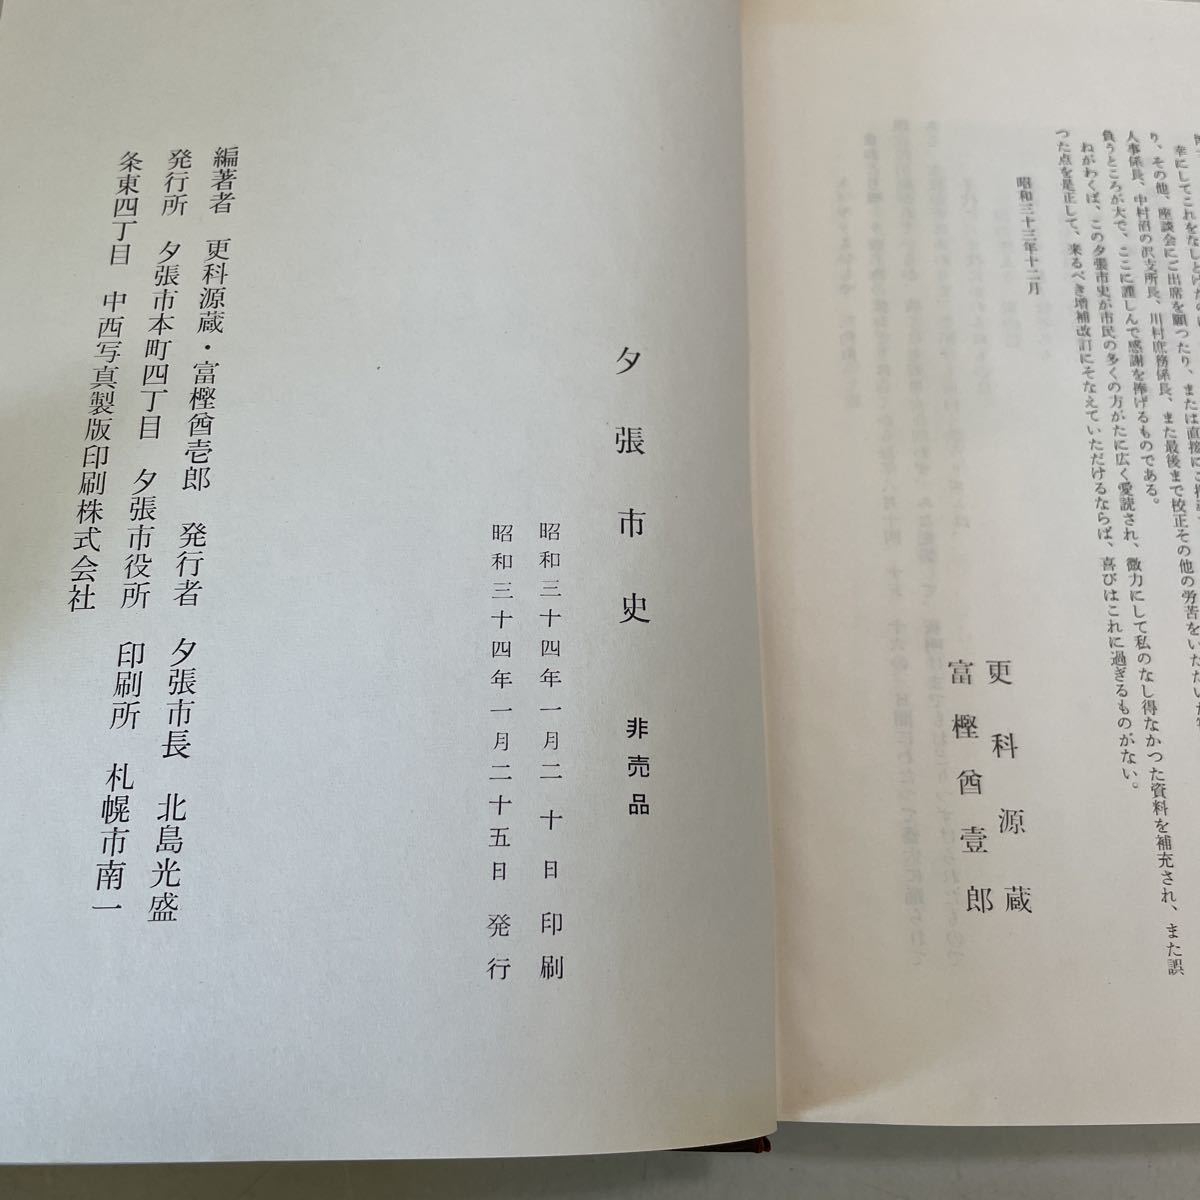 幸にしてこれをなしとげたの
り、その他、座談会にご出席を願つたり、または直接にご
人事係長、中村沼の沢支所長、川村庶務係長、また最後まで校正その他の労苦をいただいた
負うところが大で、ここに謹しんで感謝を捧げるものである。
ねがわくば、この夕張市史が市民の多くの方がたに広く愛読され、微力にして私のなし得なかつた資料を補充され、また誤
つた点を是正して、来るべき増補改訂にそなえていただけるならば、喜びはこれに過ぎるものがない。
昭和三十三年十二月
更科源蔵
富樫酋壹郎
夕張市史 非売品
昭和三十四年一月二十日印刷
昭和三十四年一月二十五日発行
編著者 更科源蔵・富樫酋壱郎 発行者 夕張市長 北島光盛
発行所 夕張市本町四丁目 夕張市役所 印刷所 札幌市南一
条東四丁目 中西写真製版印刷株式会社